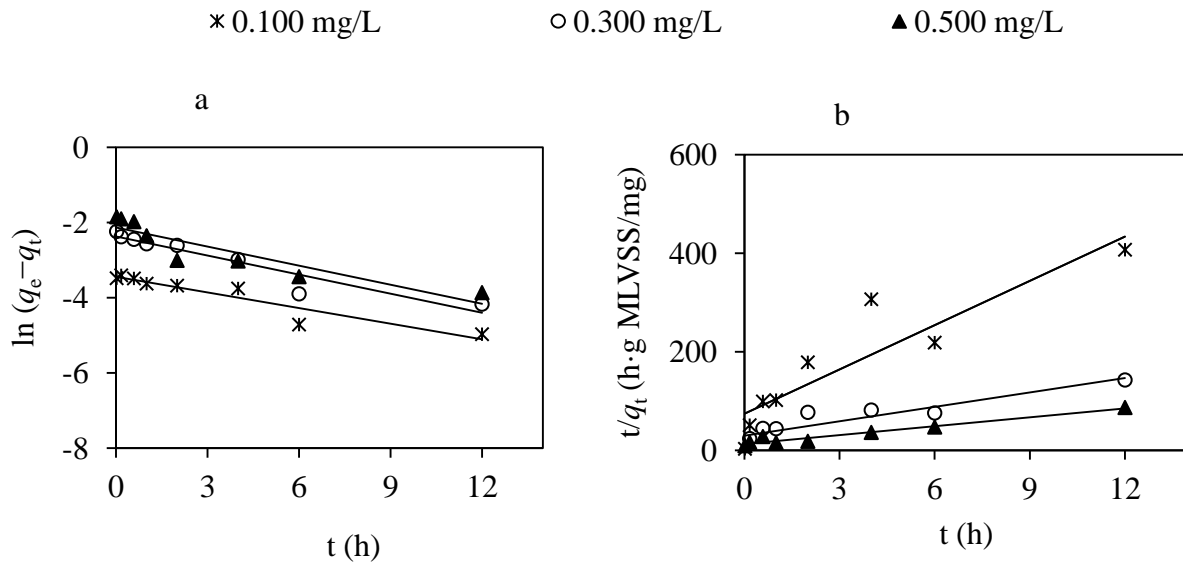 0.100 mg/L 0.300 mg/L 0.500 mg/L
a
0
-2
-4
-6
-8
ln (qe−qt)
0 3 6 9 12
t (h)
b
600
400
200
0
t/qt (h·g MLVSS/mg)
0 3 6 9 12
t (h)